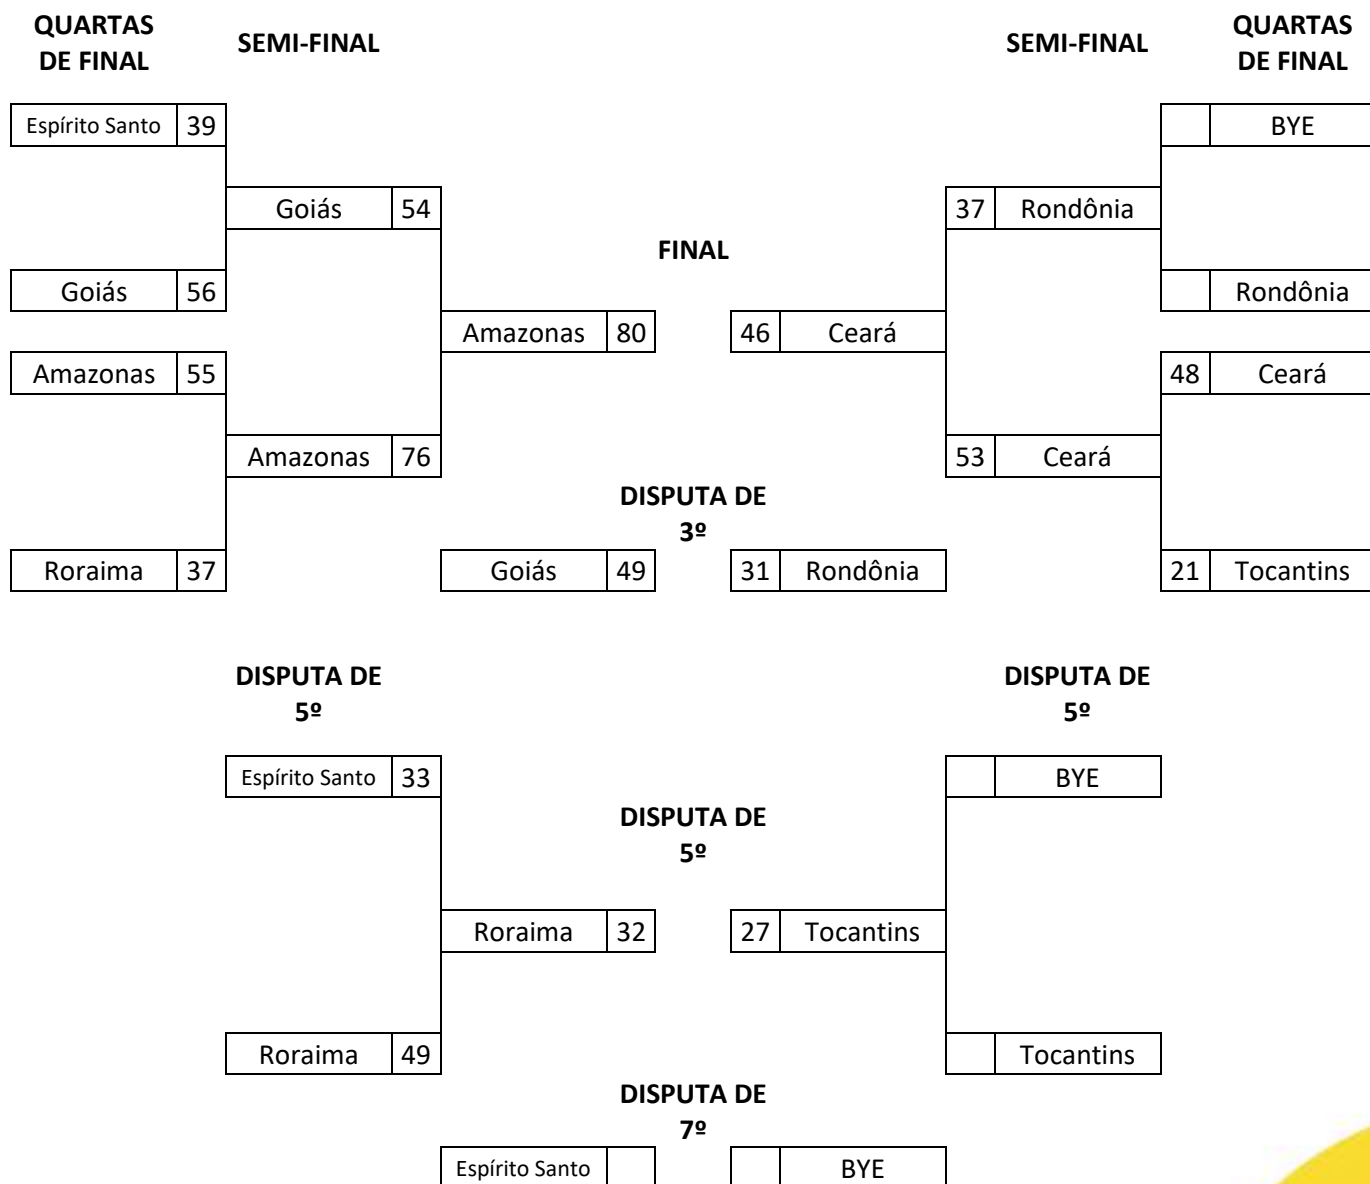 QUARTAS
DE FINAL
SEMI-FINAL
SEMI-FINAL
QUARTAS
DE FINAL
Espírito Santo 39
BYE
Goiás 54
37 Rondônia
FINAL
Goiás 56
Rondônia
Amazonas 80
46 Ceará
Amazonas 55
48 Ceará
Amazonas 76
53 Ceará
DISPUTA DE
3º
Roraima 37
Goiás 49
31 Rondônia
21 Tocantins
DISPUTA DE
5º
DISPUTA DE
5º
Espírito Santo 33
BYE
DISPUTA DE
5º
Roraima 32
27 Tocantins
Roraima 49
Tocantins
DISPUTA DE
7º
Espírito Santo
BYE